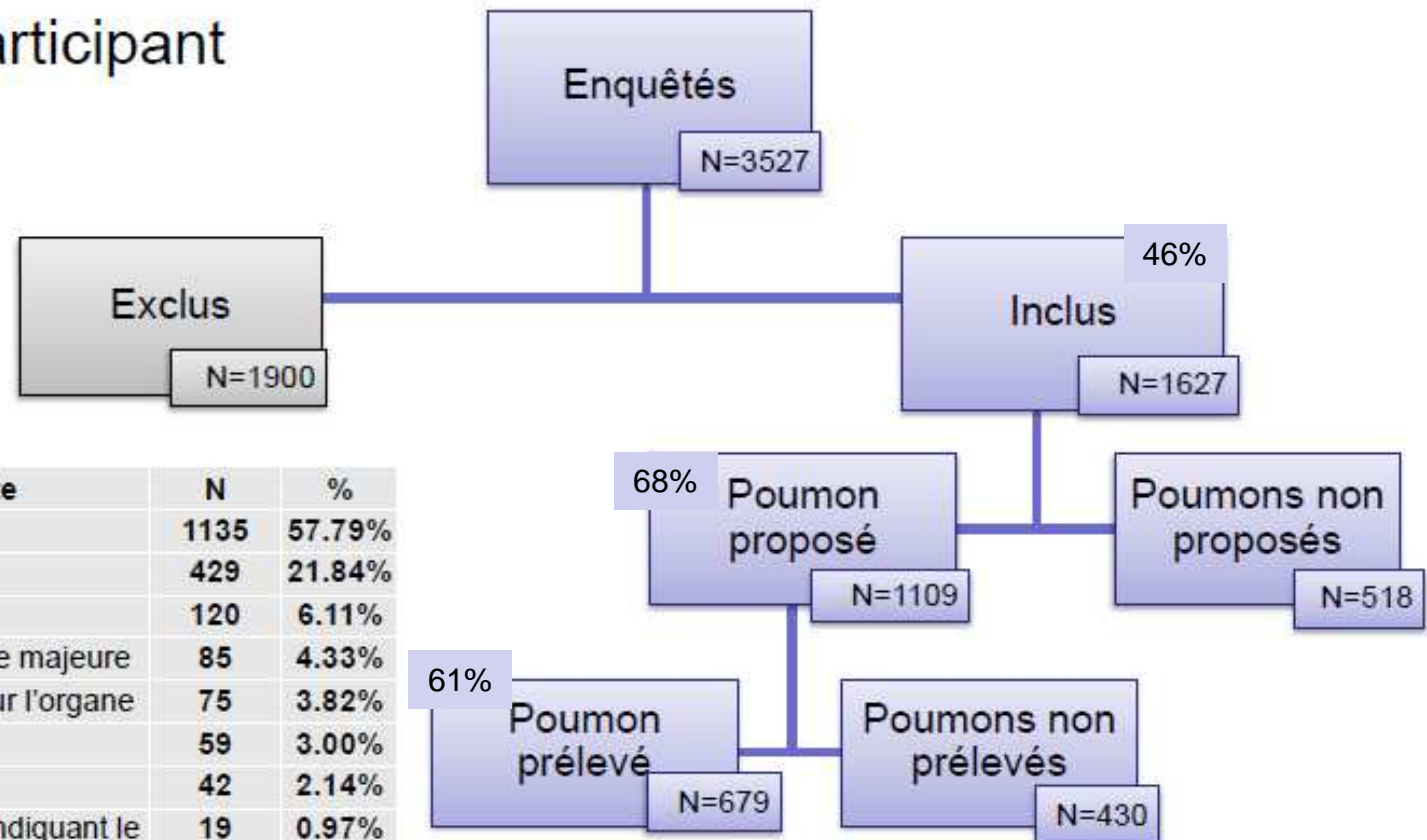 articipant
Enquêtés
N=3527
Exclus
N=1900
46%
Inclus
N=1627
68%
Poumon
proposé
N=1109
Poumons non
proposés
N=518
61%
Poumon
prélevé
N=679
Poumons non
prélevés
N=430
te N %
1135 57.79%
429 21.84%
120 6.11%
e majeure 85 4.33%
ur l'organe 75 3.82%
59 3.00%
42 2.14%
ndiquant le 19 0.97%